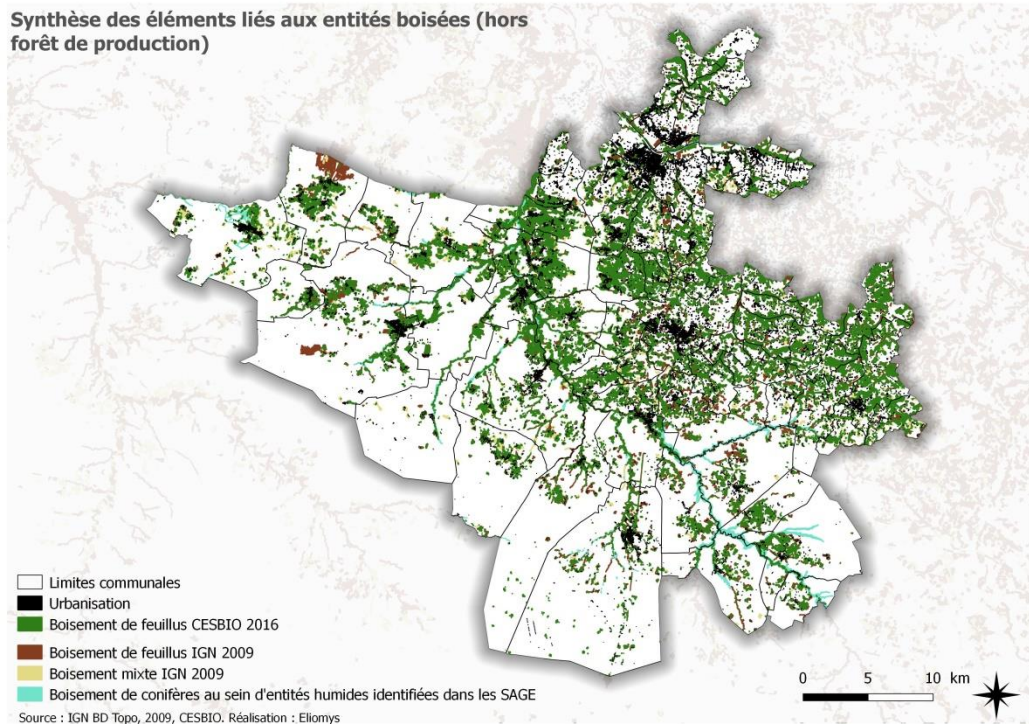 Synthèse des éléments liés aux entités boisées (hors
forêt de production)
Limites communales
Urbanisation
Boisement de feuillus CESBIO 2016
Boisement de feuillus IGN 2009
Boisement mixte IGN 2009
Boisement de conifères au sein d'entités humides identifiées dans les SAGE
Source : IGN BD Topo, 2009, CESBIO. Réalisation : Eliomys
0 5 10 km